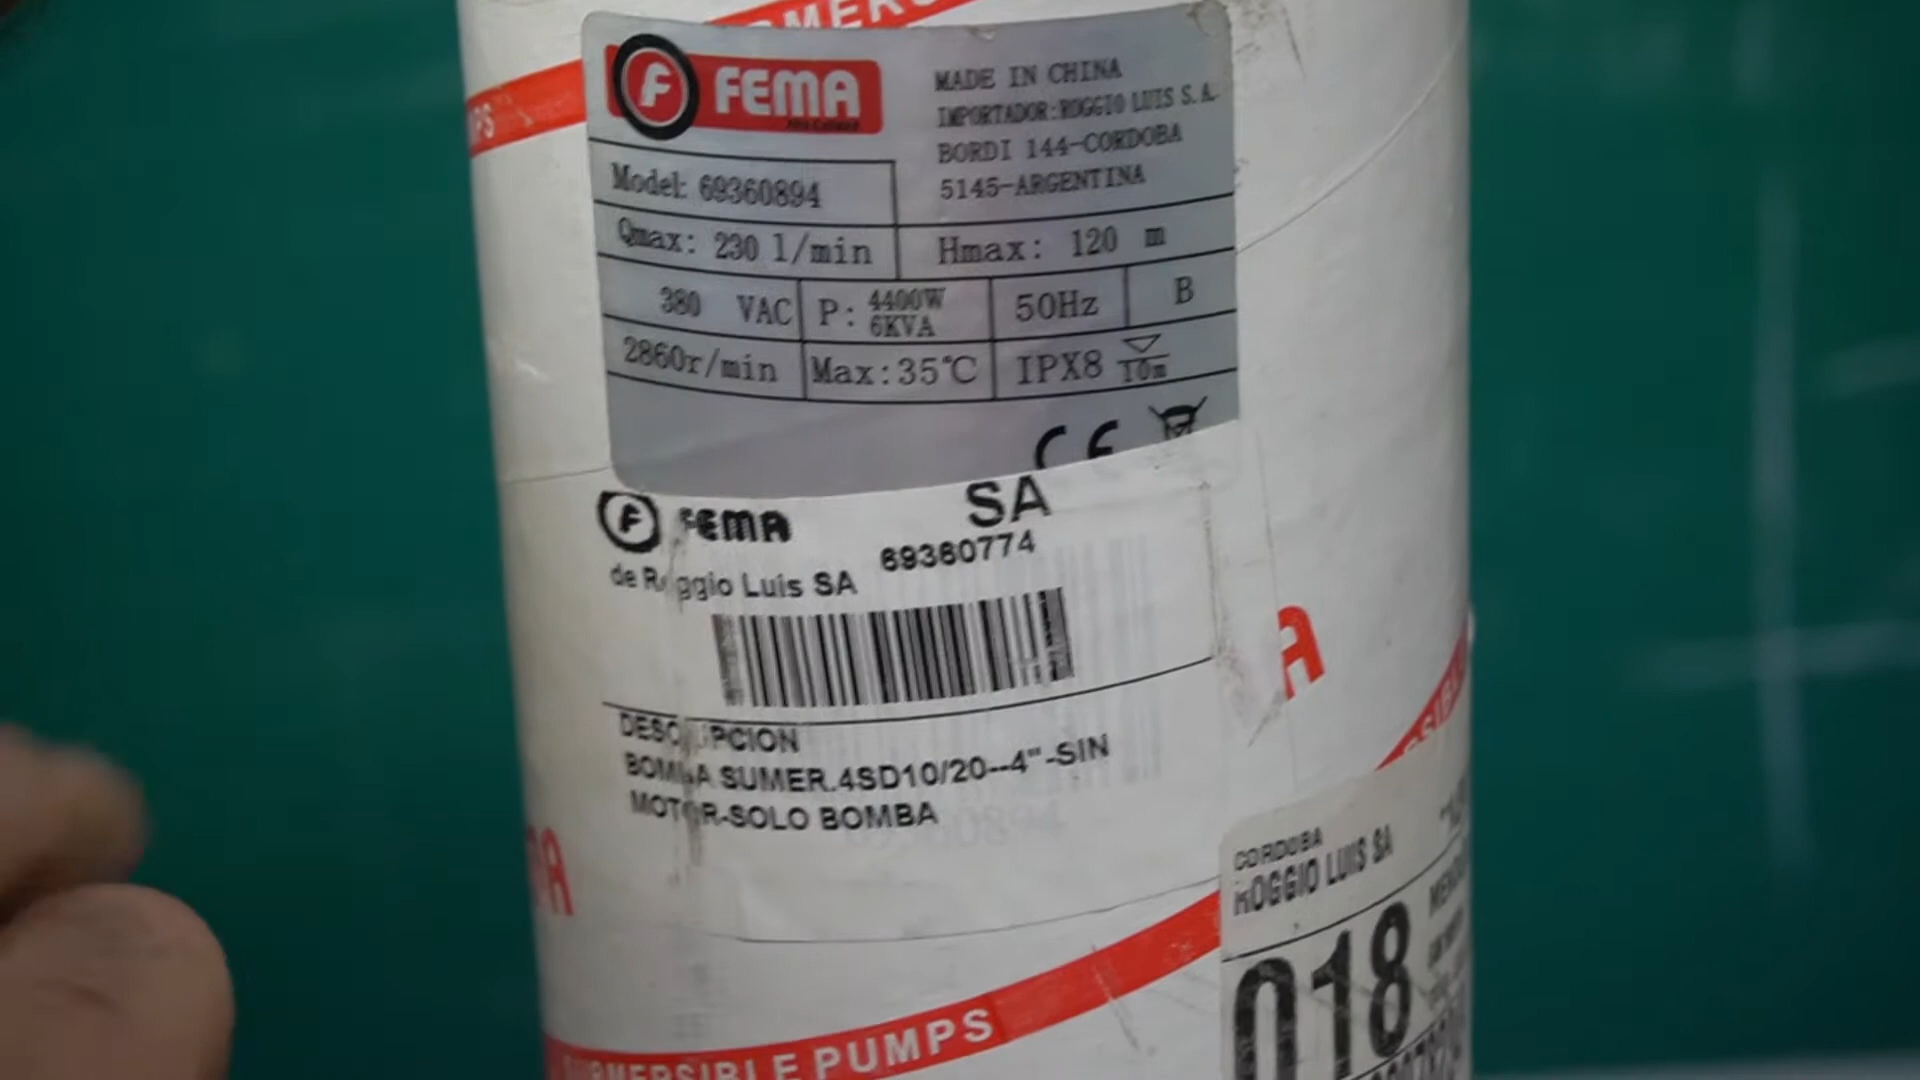 FEMA
MADE IN CHINA
IMPORTADOR:ROGGIO LUIS S.A.
BORDI 144-CORDOBA
5145-ARGENTINA
Model: 69360894
Qmax: 230 l/min
Hmax: 120 m
380 VAC
P: 4400W
6KVA
50Hz
B
2860r/min
Max:35℃
IPX8
10m
CE
FEMA
SA
69360774
de Roggio Luis SA
DESCRIPCION
BOMBA SUMER.4SD10/20--4"-SIN
MOTOR-SOLO BOMBA
CORDOBA
ROGGIO LUIS SA
018
SUBMERSIBLE PUMPS